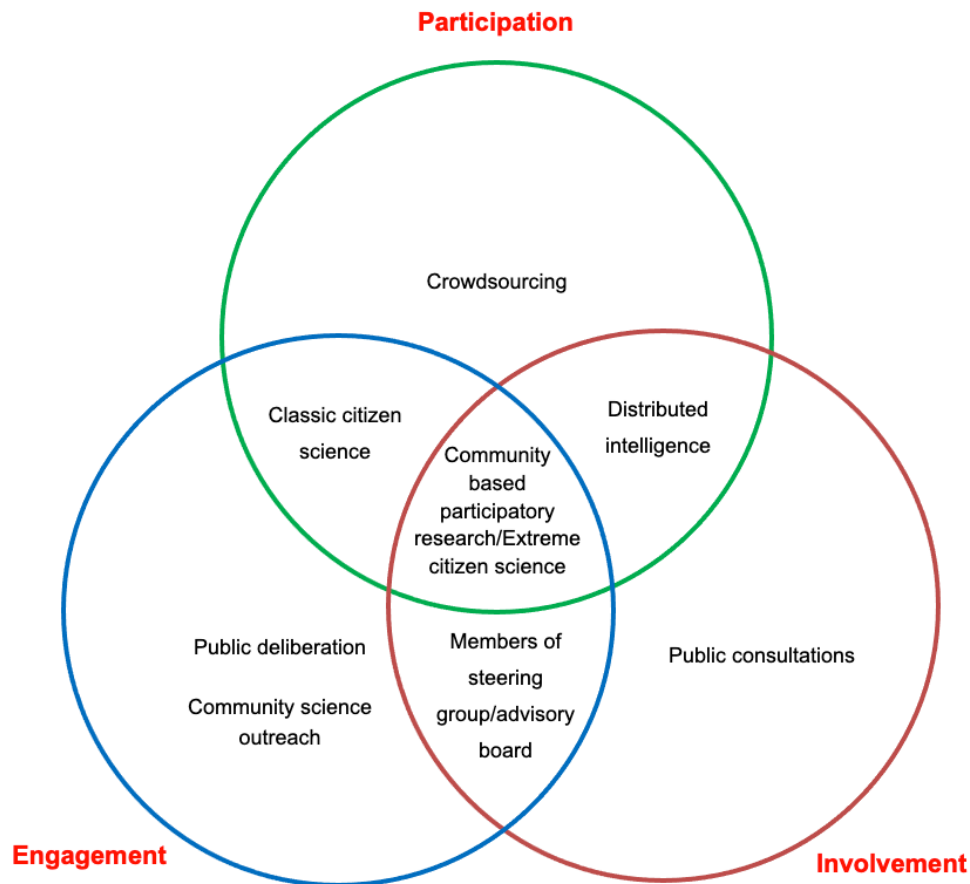 Participation
Crowdsourcing
Classic citizen
science
Distributed
intelligence
Community
based
participatory
research/Extreme
citizen science
Public deliberation
Community science
outreach
Members of
steering
group/advisory
board
Public consultations
Engagement
Involvement